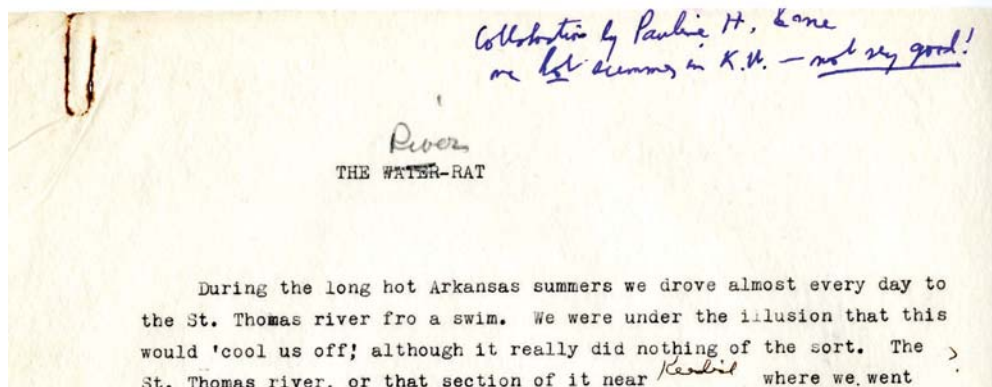 Collaboration by Pauline H. Kane
one hot summer in K.W. – not very good!
River
THE WATER-RAT
During the long hot Arkansas summers we drove almost every day to
the St. Thomas river fro a swim. We were under the illusion that this
would 'cool us off,' although it really did nothing of the sort. The
St. Thomas river, or that section of it near where we went